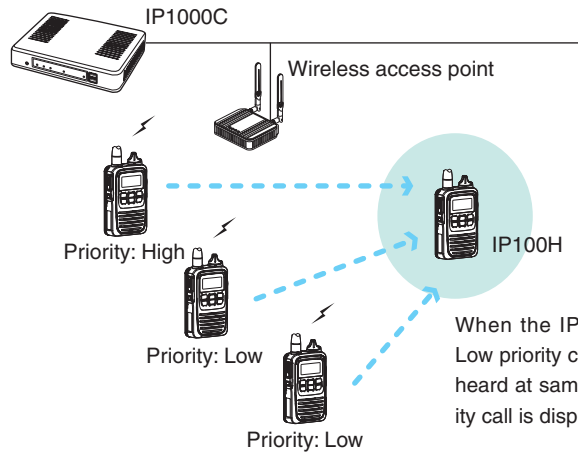 IP1000C
Wireless access point
Priority: High
IP100H
Priority: Low
Priority: Low
When the IP
Low priority c
heard at sam
ity call is disp